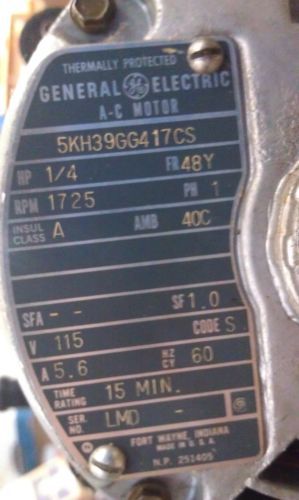 THERMALLY PROTECTED
GENERAL GE ELECTRIC
A-C MOTOR
5KH39GG417CS
HP 1/4 FR 48Y
RPM 1725 PH 1
INSUL CLASS A AMB 40C
SFA -- SF 1.0
V 115 CODE S
A 5.6 HZ CY 60
TIME RATING 15 MIN.
SER. NO. LMD -
FORT WAYNE, INDIANA
MADE IN U.S.A.
N.P. 251405